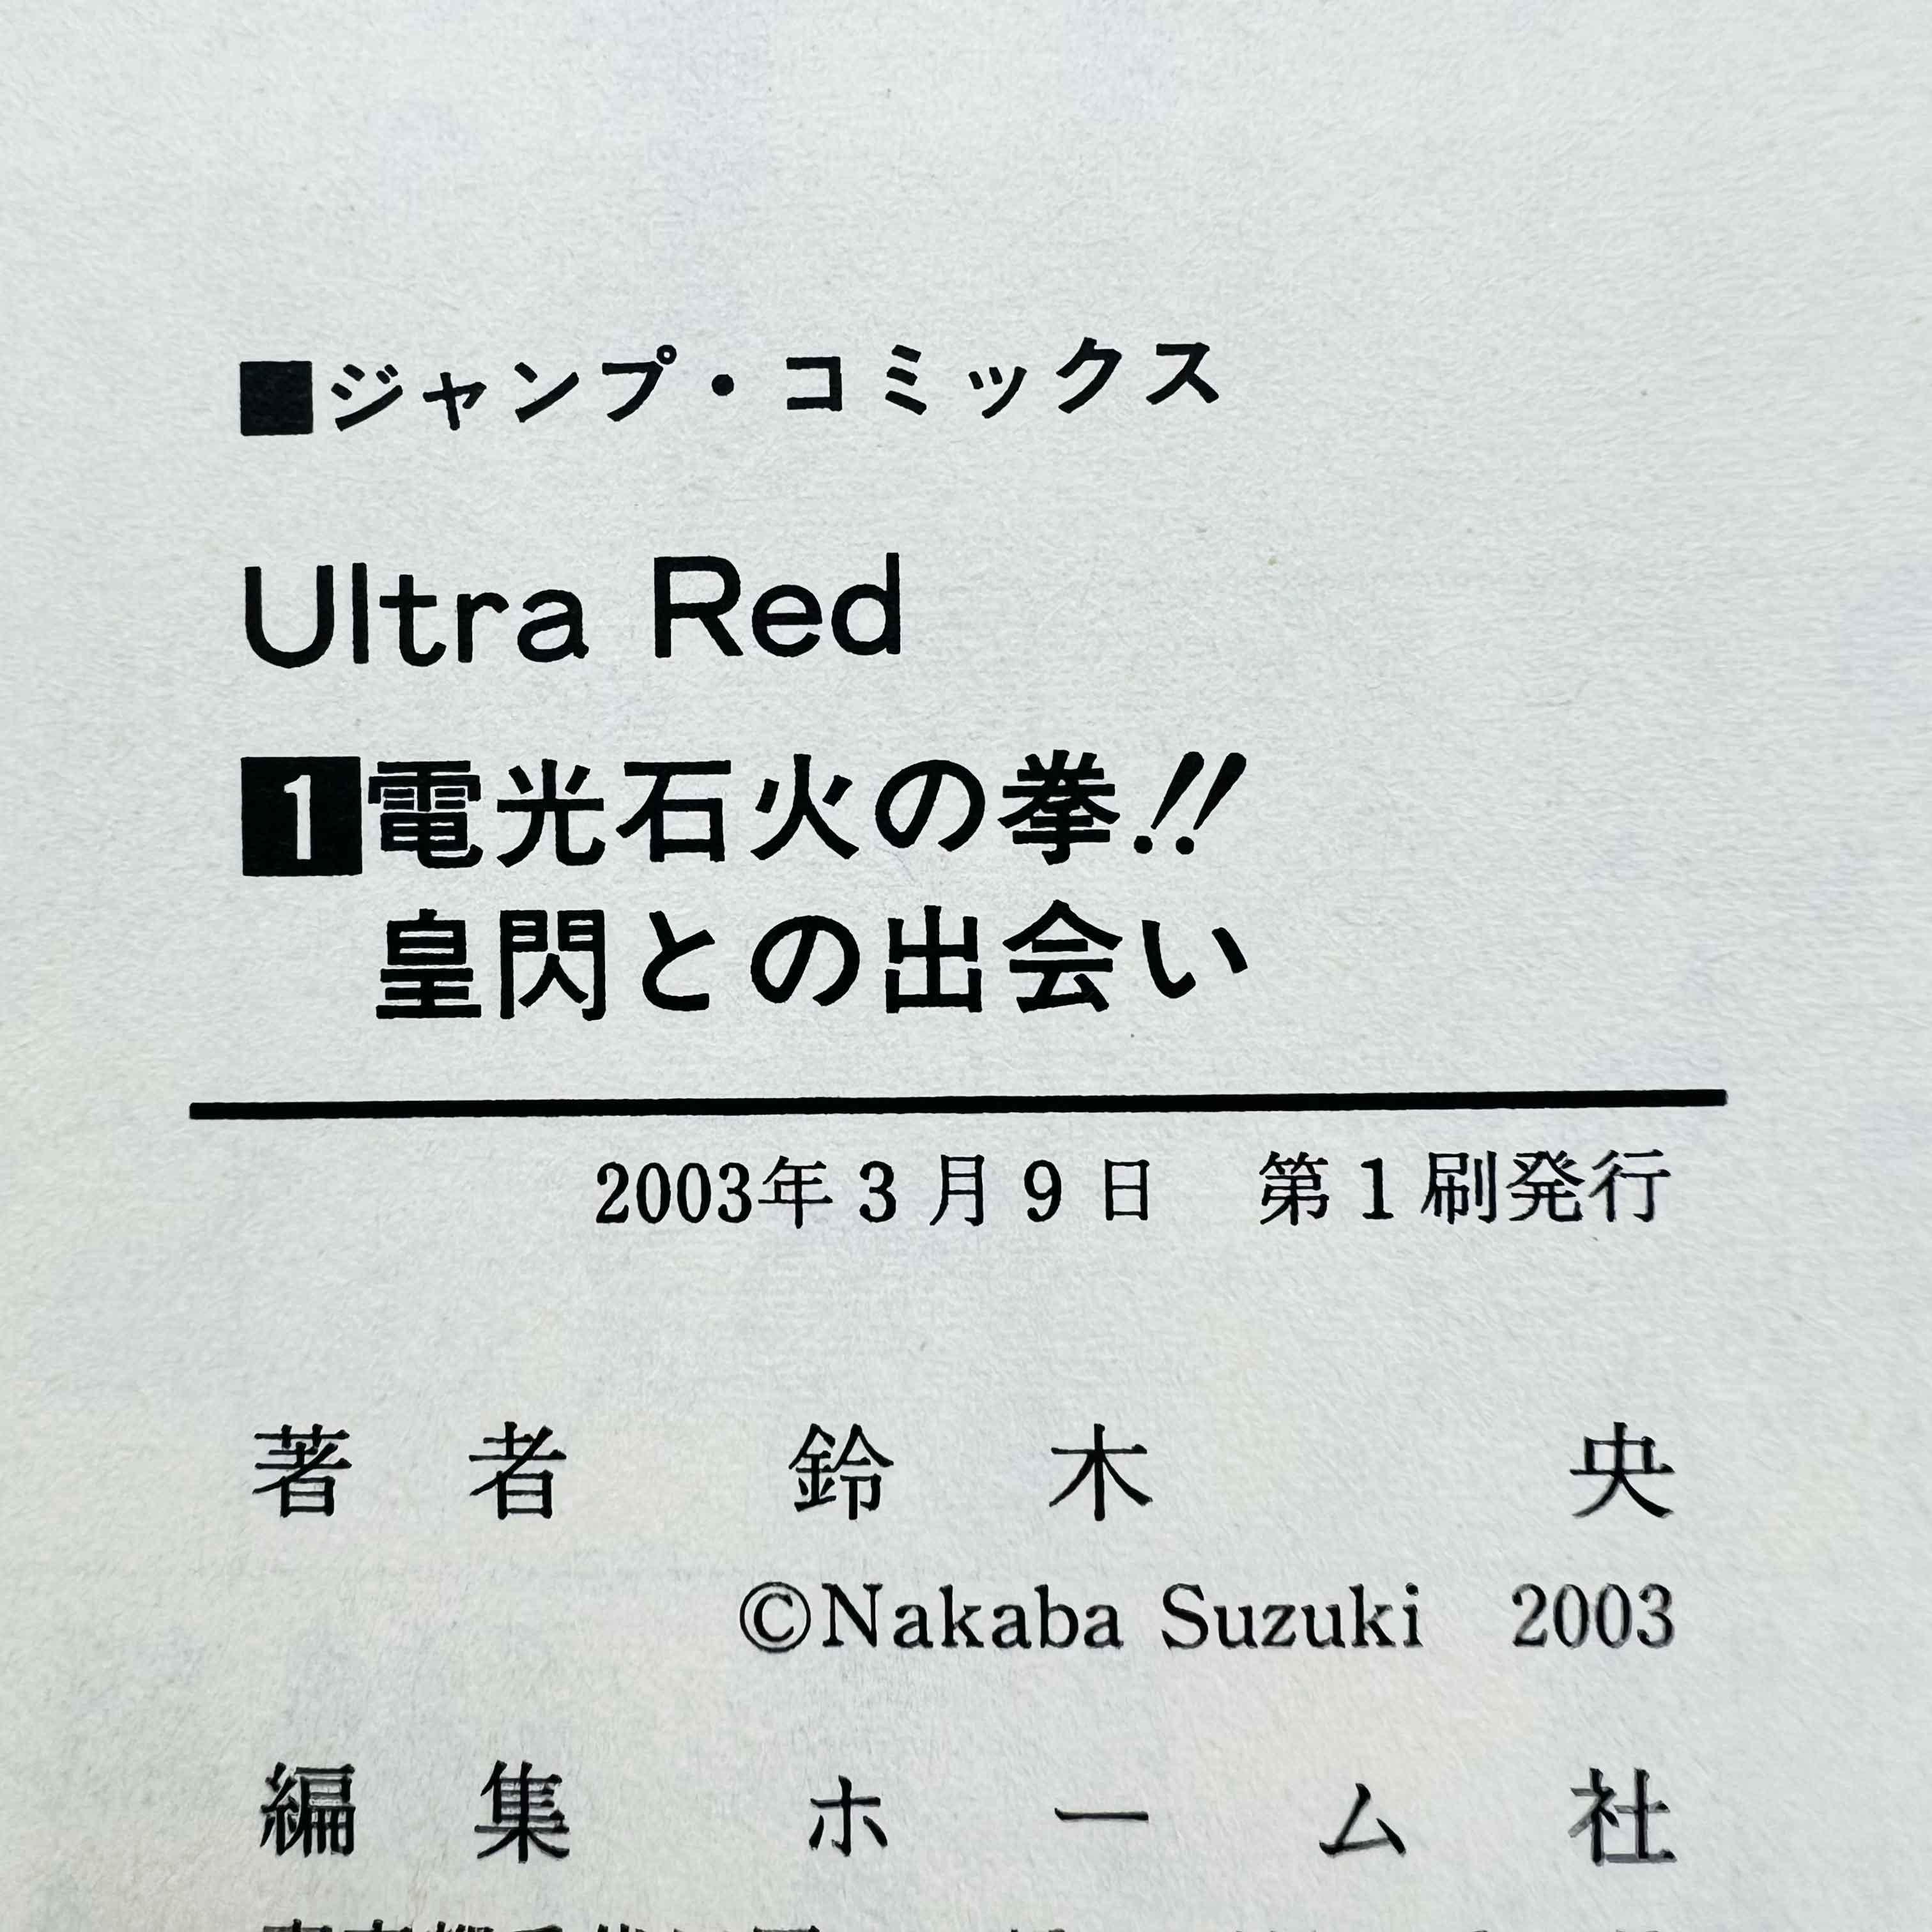 ■ジャンプ・コミックス
Ultra Red
1 電光石火の拳!!
皇閃との出会い
2003年3月9日 第1刷発行
著者 鈴木央
©Nakaba Suzuki 2003
編集 ホーム社